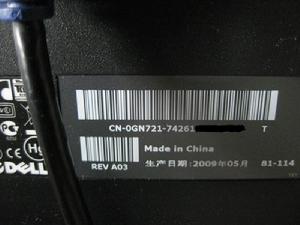 CN-0GN721-74261 T
Made in China
REV A03
生产日期:2009年05月 81-114
DELL
CE